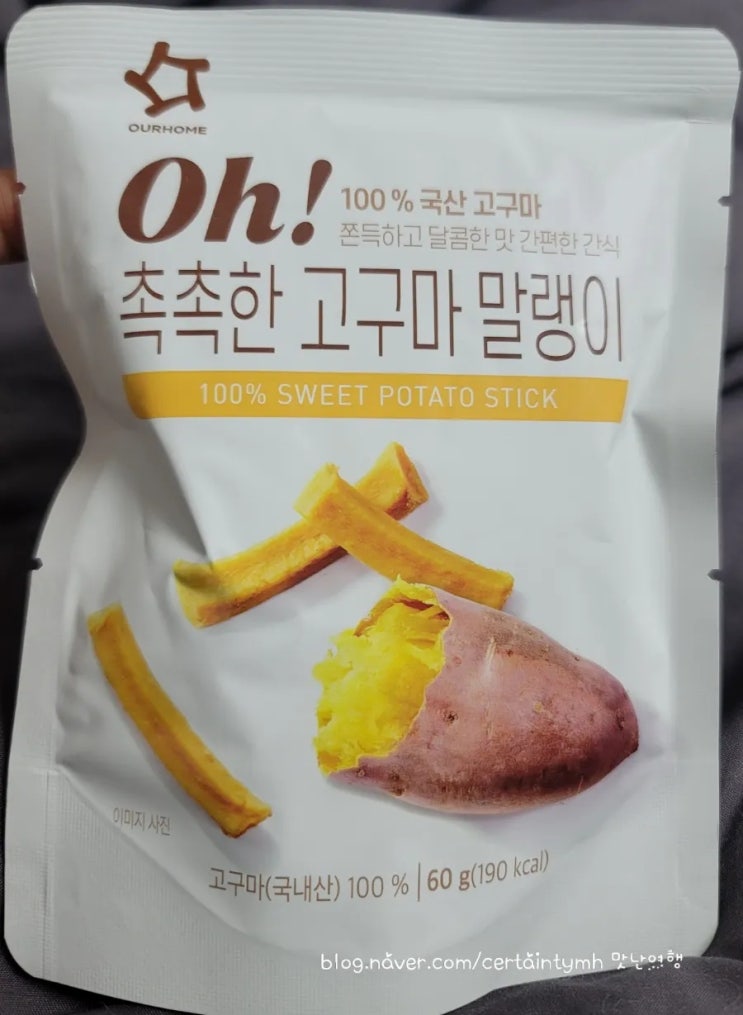 OURHOME
Oh!
100 % 국산 고구마
쫀득하고 달콤한 맛 간편한 간식
촉촉한 고구마 말랭이
100% SWEET POTATO STICK
이미지 사진
고구마(국내산) 100 % | 60 g(190 kcal)
blog.naver.com/certaintymh 맛난여행